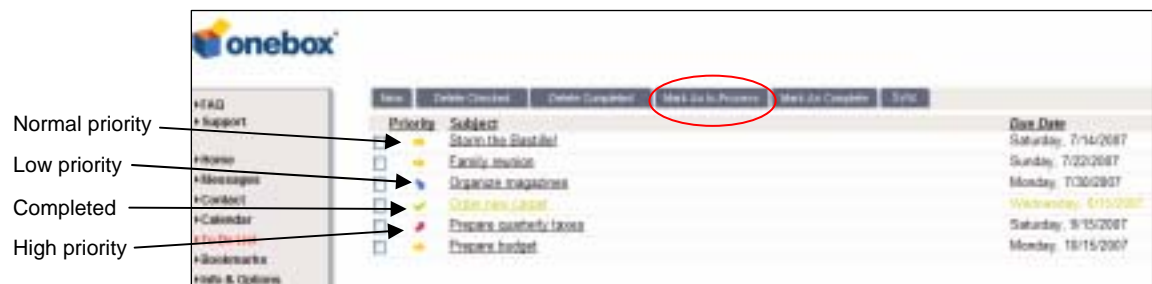 onebox
New Delete Checked Delete Completed Mark As In Process Mark As Complete Sync
FAQ
Support
Home
Messages
Contact
Calendar
To Do List
Bookmarks
Info & Options
Normal priority
Low priority
Completed
High priority
Priority Subject Due Date
Storm the Bastille! Saturday, 7/14/2007
Family reunion Sunday, 7/22/2007
Organize magazines Monday, 7/30/2007
Order new carpet Wednesday, 8/15/2007
Prepare quarterly taxes Saturday, 9/15/2007
Prepare budget Monday, 10/15/2007